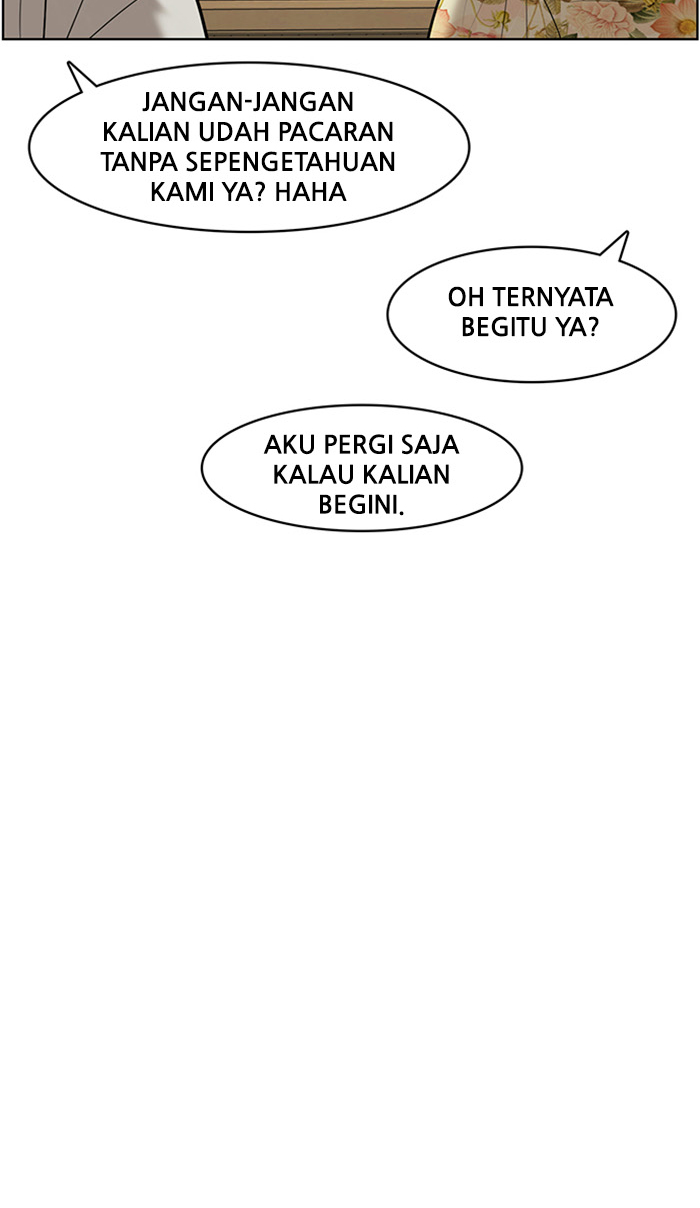 JANGAN-JANGAN
KALIAN UDAH PACARAN
TANPA SEPENGETAHUAN
KAMI YA? HAHA
OH TERNYATA
BEGITU YA?
AKU PERGI SAJA
KALAU KALIAN
BEGINI.